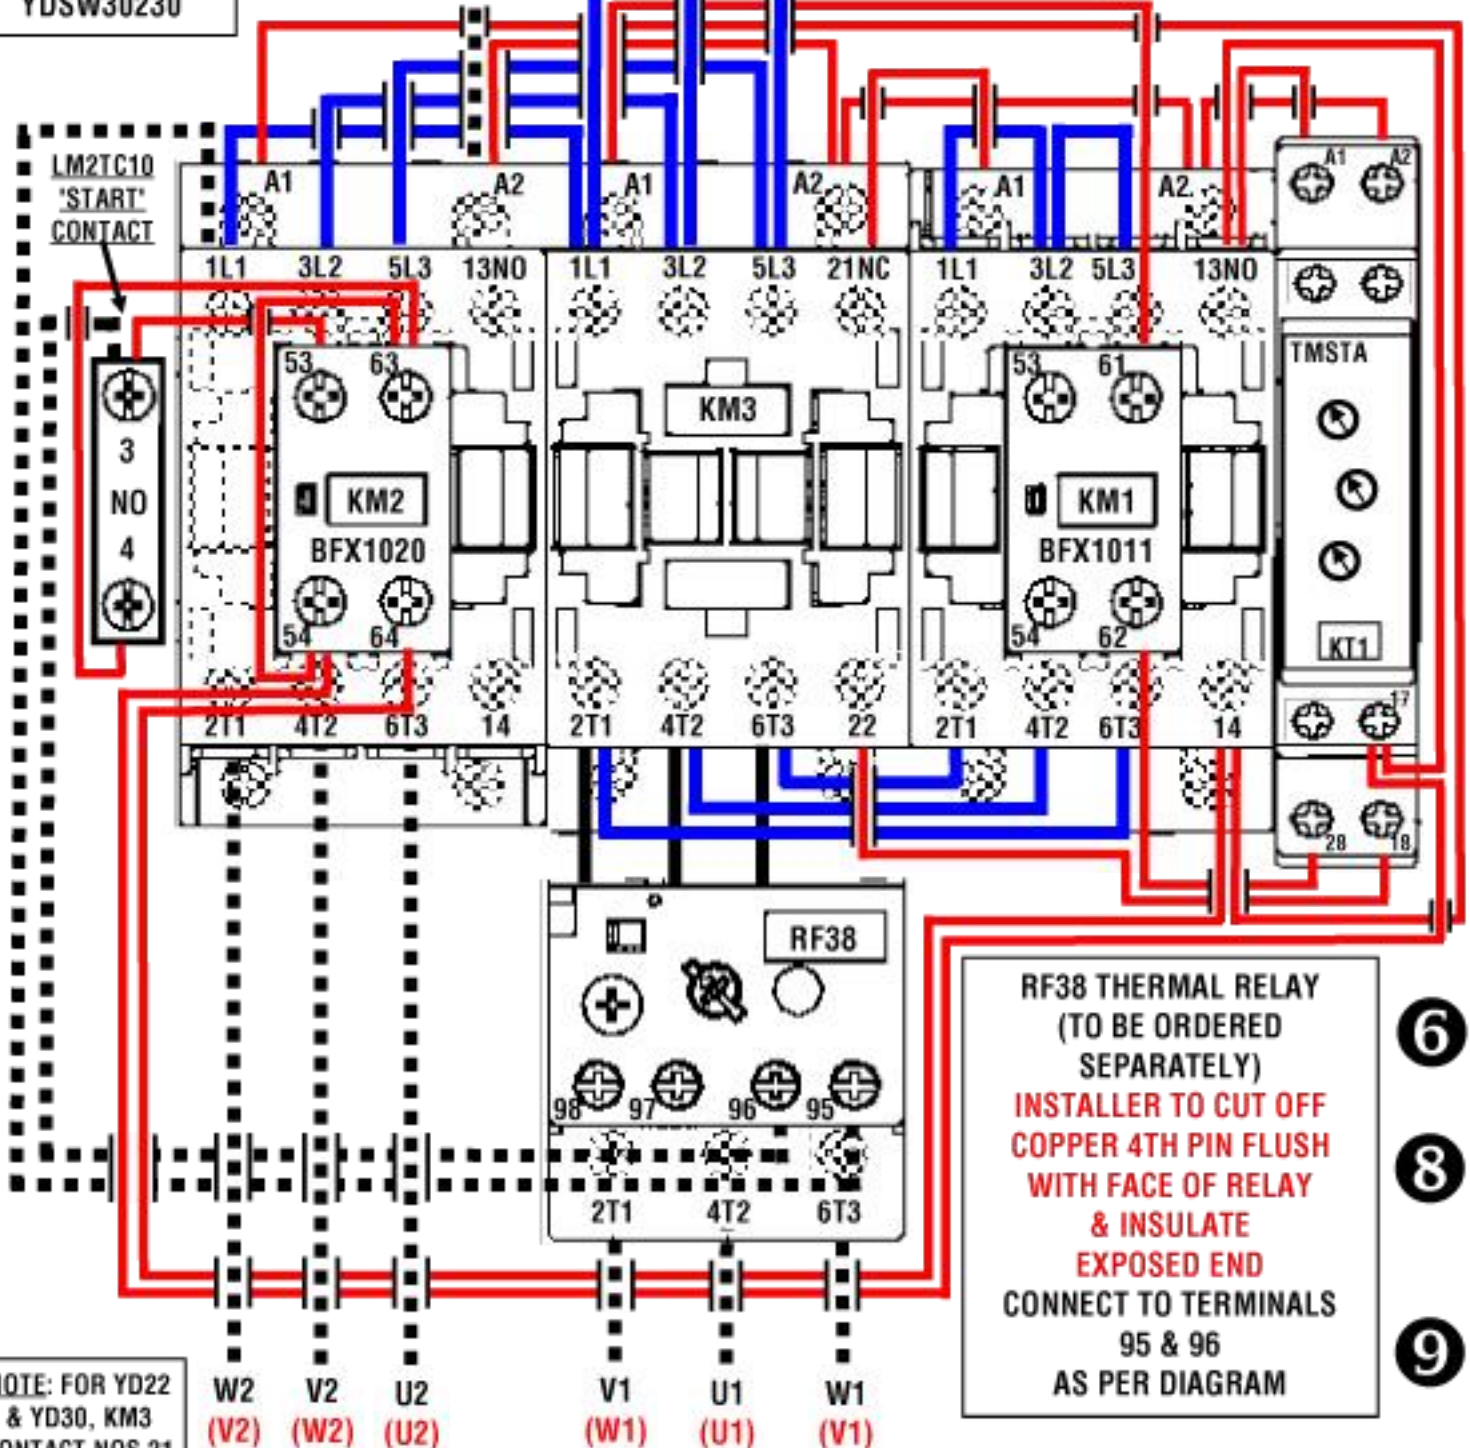 YDSW30230
LM2TC10
'START'
CONTACT
A1
A2
A1
A2
A1
A2
A1
A2
1L1
3L2
5L3
13NO
1L1
3L2
5L3
21NC
1L1
3L2
5L3
13NO
53
63
53
61
TMSTA
KM3
3
NO
4
KM2
BFX1020
KM1
BFX1011
54
64
54
62
KT1
2T1
4T2
6T3
14
2T1
4T2
6T3
22
2T1
4T2
6T3
14
17
28
18
RF38
98
97
96
95
2T1
4T2
6T3
RF38 THERMAL RELAY
(TO BE ORDERED
SEPARATELY)
INSTALLER TO CUT OFF
COPPER 4TH PIN FLUSH
WITH FACE OF RELAY
& INSULATE
EXPOSED END
CONNECT TO TERMINALS
95 & 96
AS PER DIAGRAM
6
8
9
W2
V2
U2
V1
U1
W1
(V2)
(W2)
(U2)
(W1)
(U1)
(V1)
NOTE: FOR YD22
& YD30, KM3